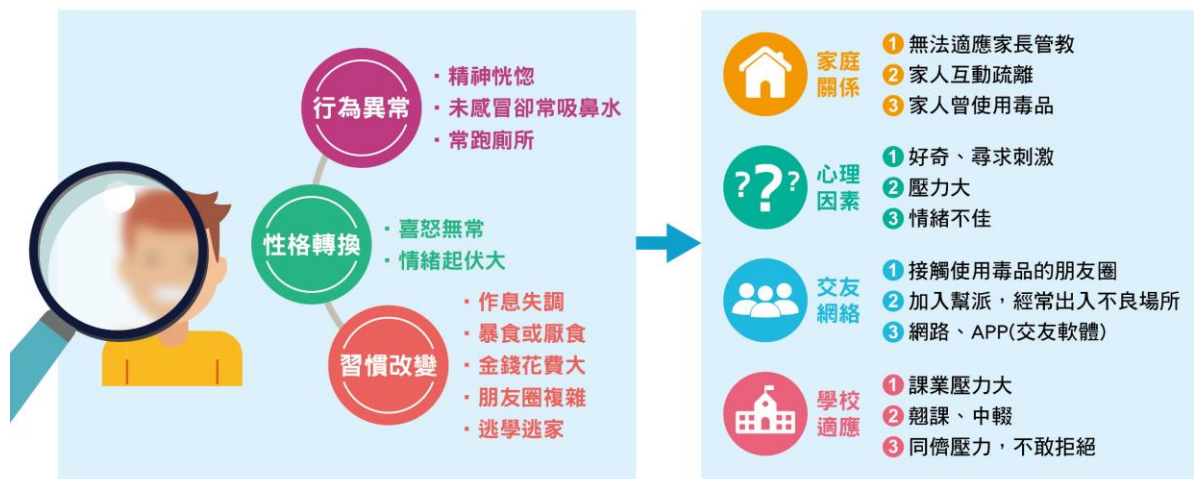 行為異常
・精神恍惚
・未感冒卻常吸鼻水
・常跑廁所
性格轉換
・喜怒無常
・情緒起伏大
習慣改變
・作息失調
・暴食或厭食
・金錢花費大
・朋友圈複雜
・逃學逃家
家庭
關係
1 無法適應家長管教
2 家人互動疏離
3 家人曾使用毒品
???
心理
因素
1 好奇、尋求刺激
2 壓力大
3 情緒不佳
交友
網絡
1 接觸使用毒品的朋友圈
2 加入幫派，經常出入不良場所
3 網路、APP(交友軟體)
學校
適應
1 課業壓力大
2 翹課、中輟
3 同儕壓力，不敢拒絕